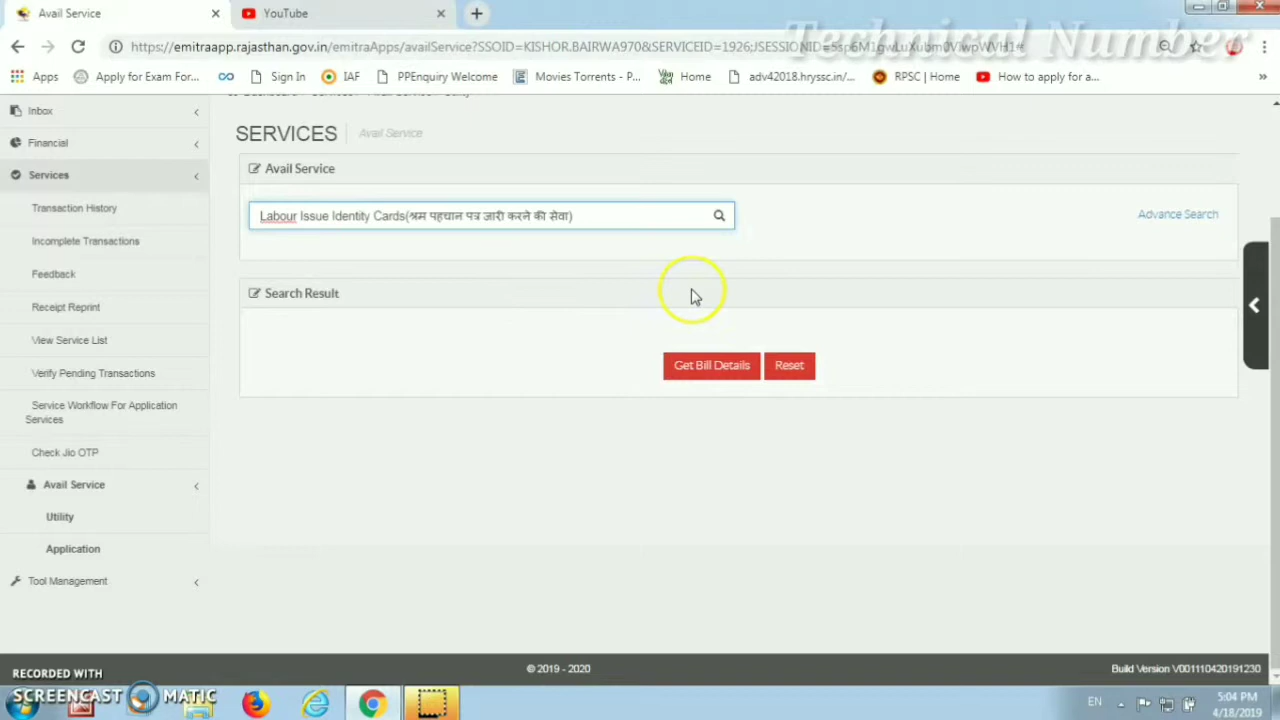 Avail Service
YouTube
Technical Number
https://emitraapp.rajasthan.gov.in/emitraApps/availService?SSOID=KISHOR.BAIRWA970&SERVICEID=1926;JSESSIONID=
Apps
Apply for Exam For...
Sign In
IAF
PPEnquiry Welcome
Movies Torrents - P...
Home
adv42018.hryssc.in/...
RPSC | Home
How to apply for a...
»
Inbox
Financial
Services
Transaction History
Incomplete Transactions
Feedback
Receipt Reprint
View Service List
Verify Pending Transactions
Service Workflow For Application
Services
Check Jio OTP
Avail Service
Utility
Application
Tool Management
SERVICES
Avail Service
Avail Service
Labour Issue Identity Cards(श्रम पहचान पत्र जारी करने की सेवा)
Advance Search
Search Result
Get Bill Details
Reset
© 2019 - 2020
Build Version V001110420191230
RECORDED WITH
SCREENCAST MATIC
EN
5:04 PM
4/18/2019